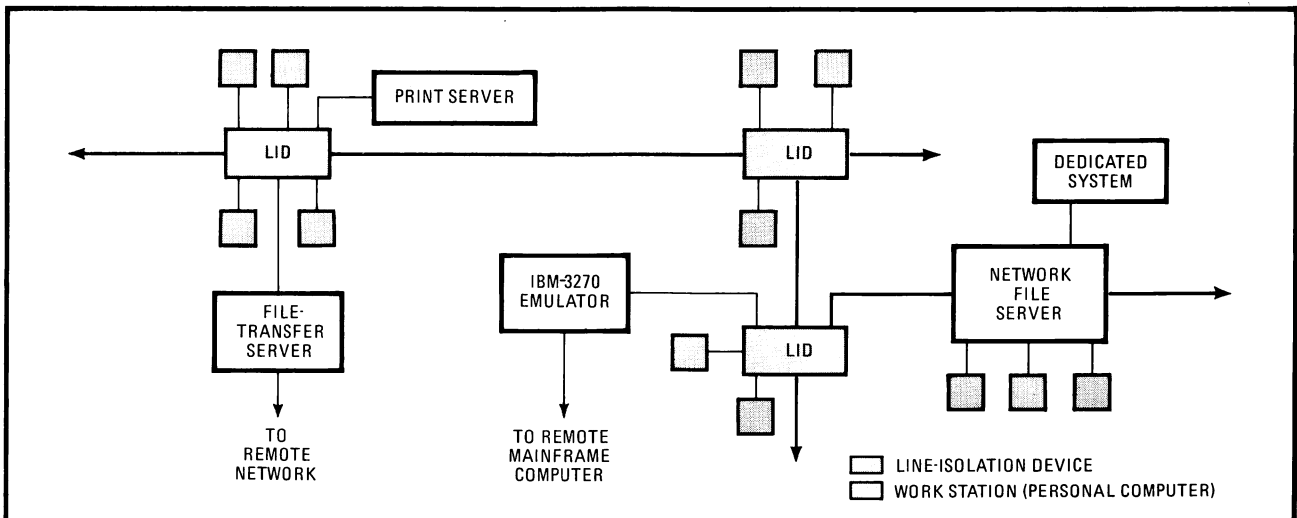 PRINT SERVER
LID
LID
DEDICATED
SYSTEM
IBM-3270
EMULATOR
NETWORK
FILE
SERVER
FILE-
TRANSFER
SERVER
LID
TO
REMOTE
NETWORK
TO REMOTE
MAINFRAME
COMPUTER
LINE-ISOLATION DEVICE
WORK STATION (PERSONAL COMPUTER)